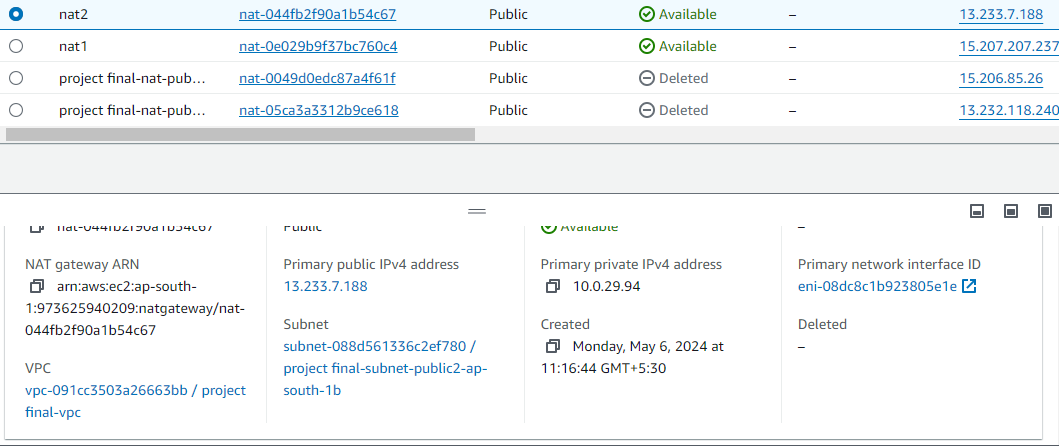 nat2 nat-044fb2f90a1b54c67 Public Available – 13.233.7.188
nat1 nat-0e029b9f37bc760c4 Public Available – 15.207.207.237
project final-nat-pub... nat-0049d0edc87a4f61f Public Deleted – 15.206.85.26
project final-nat-pub... nat-05ca3a3312b9ce618 Public Deleted – 13.232.118.240
nat-044fb2f90a1b54c67 Public Available –
NAT gateway ARN
arn:aws:ec2:ap-south-
1:973625940209:natgateway/nat-
044fb2f90a1b54c67
Primary public IPv4 address
13.233.7.188
Primary private IPv4 address
10.0.29.94
Primary network interface ID
eni-08dc8c1b923805e1e
VPC
vpc-091cc3503a26663bb / project
final-vpc
Subnet
subnet-088d561336c2ef780 /
project final-subnet-public2-ap-
south-1b
Created
Monday, May 6, 2024 at
11:16:44 GMT+5:30
Deleted
–